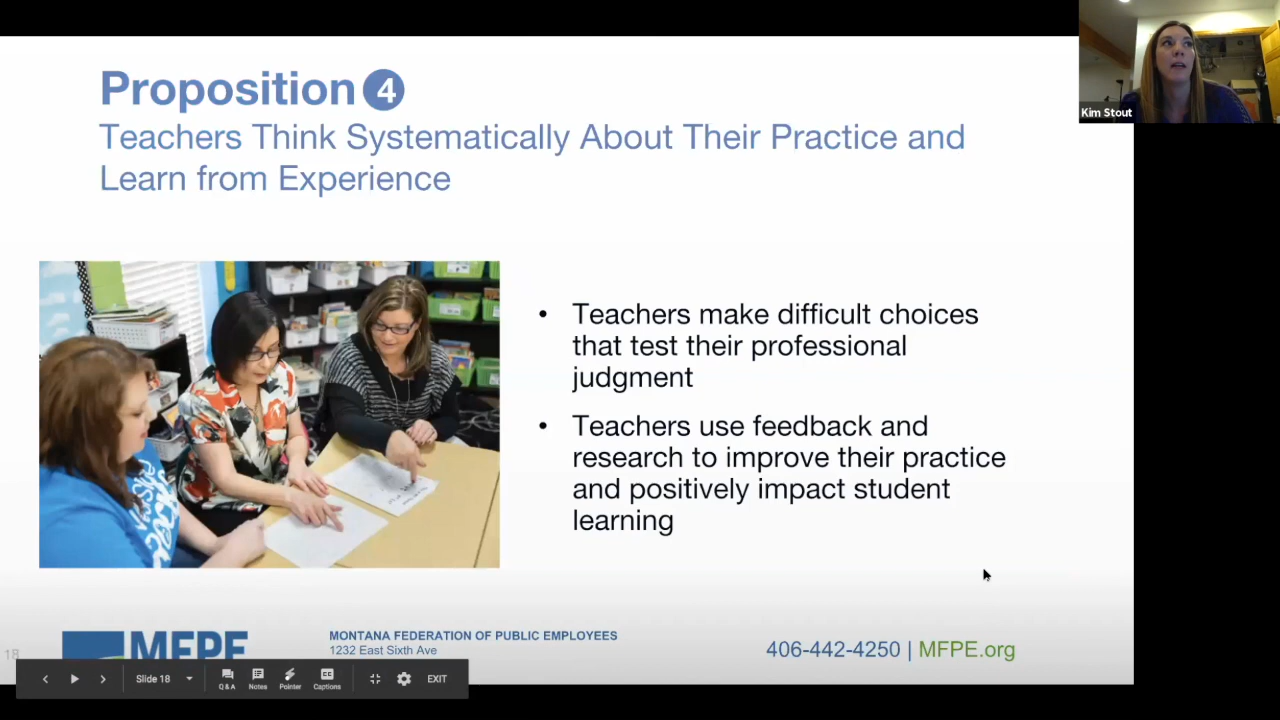 Proposition 4
Teachers Think Systematically About Their Practice and
Learn from Experience
Kim Stout
• Teachers make difficult choices
that test their professional
judgment
• Teachers use feedback and
research to improve their practice
and positively impact student
learning
18
MFPE
MONTANA FEDERATION OF PUBLIC EMPLOYEES
1232 East Sixth Ave
406-442-4250 | MFPE.org
Slide 18
Q & A
Notes
Pointer
Captions
EXIT